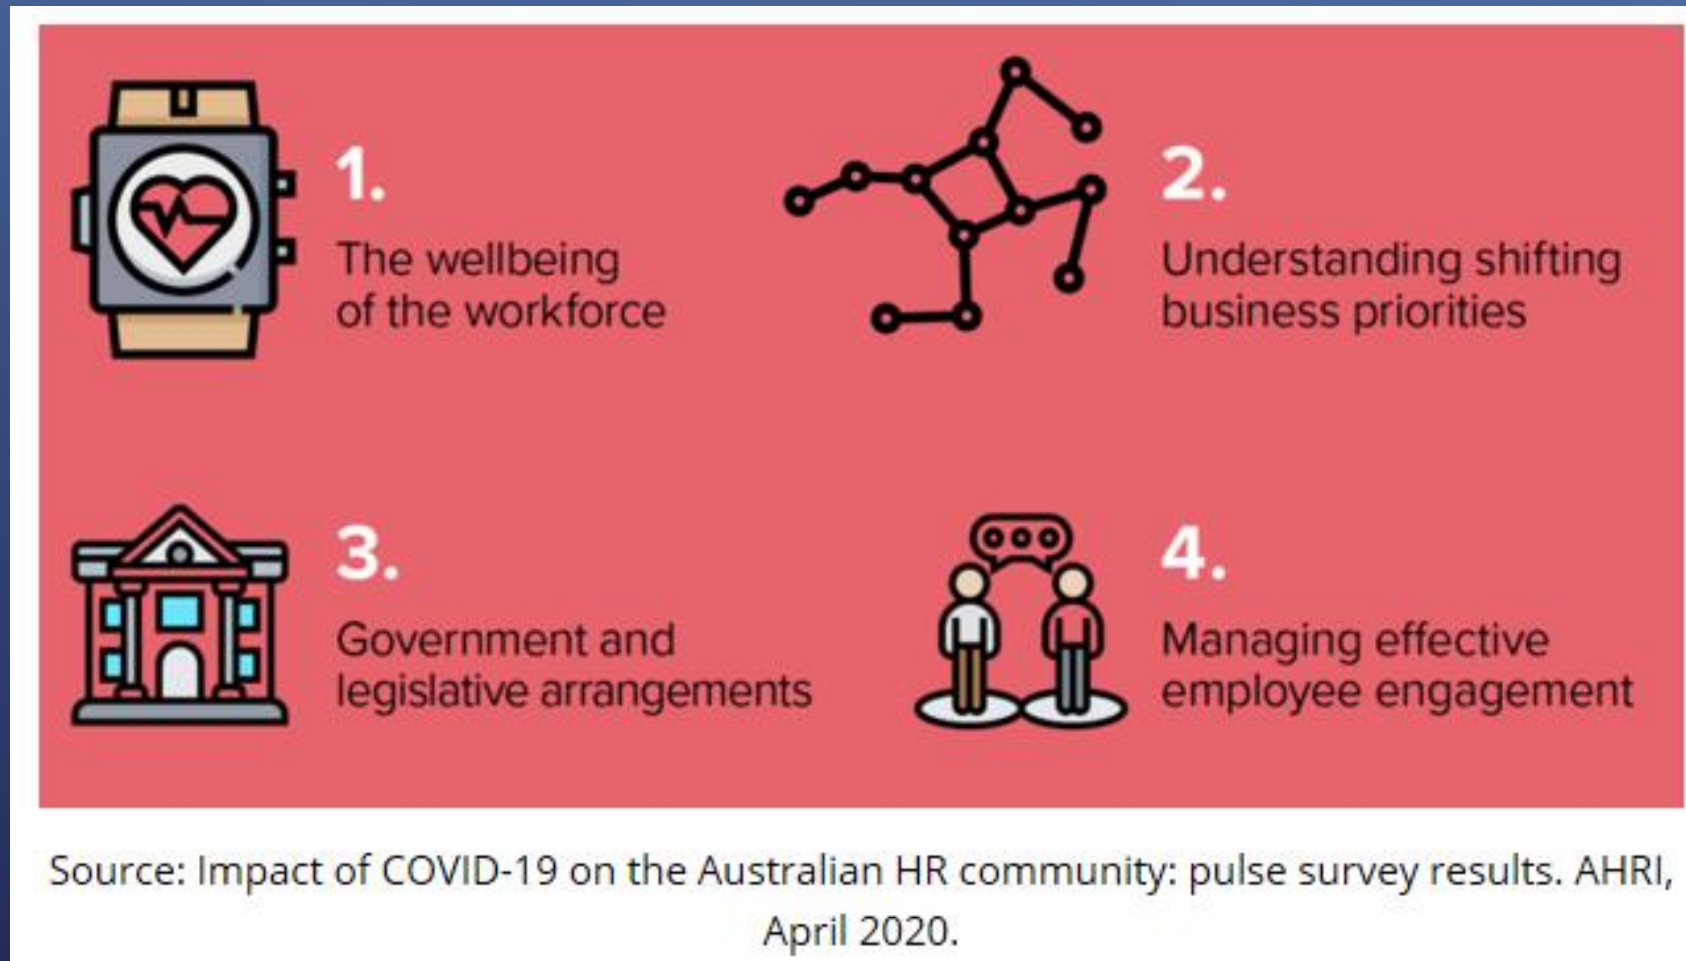 1.
The wellbeing
of the workforce
2.
Understanding shifting
business priorities
3.
Government and
legislative arrangements
4.
Managing effective
employee engagement
Source: Impact of COVID-19 on the Australian HR community: pulse survey results. AHRI,
April 2020.